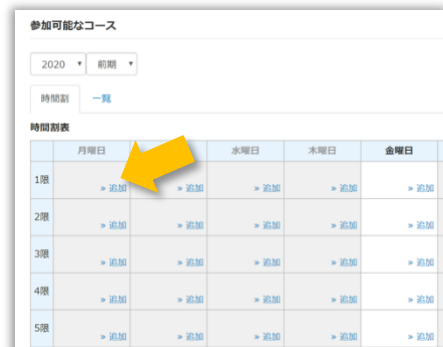 参加可能なコース
2020 前期
時間割 一覧
時間割表
月曜日 水曜日 木曜日 金曜日
1限 » 追加 » 追加 » 追加 » 追加 » 追加
2限 » 追加 » 追加 » 追加 » 追加 » 追加
3限 » 追加 » 追加 » 追加 » 追加 » 追加
4限 » 追加 » 追加 » 追加 » 追加 » 追加
5限 » 追加 » 追加 » 追加 » 追加 » 追加